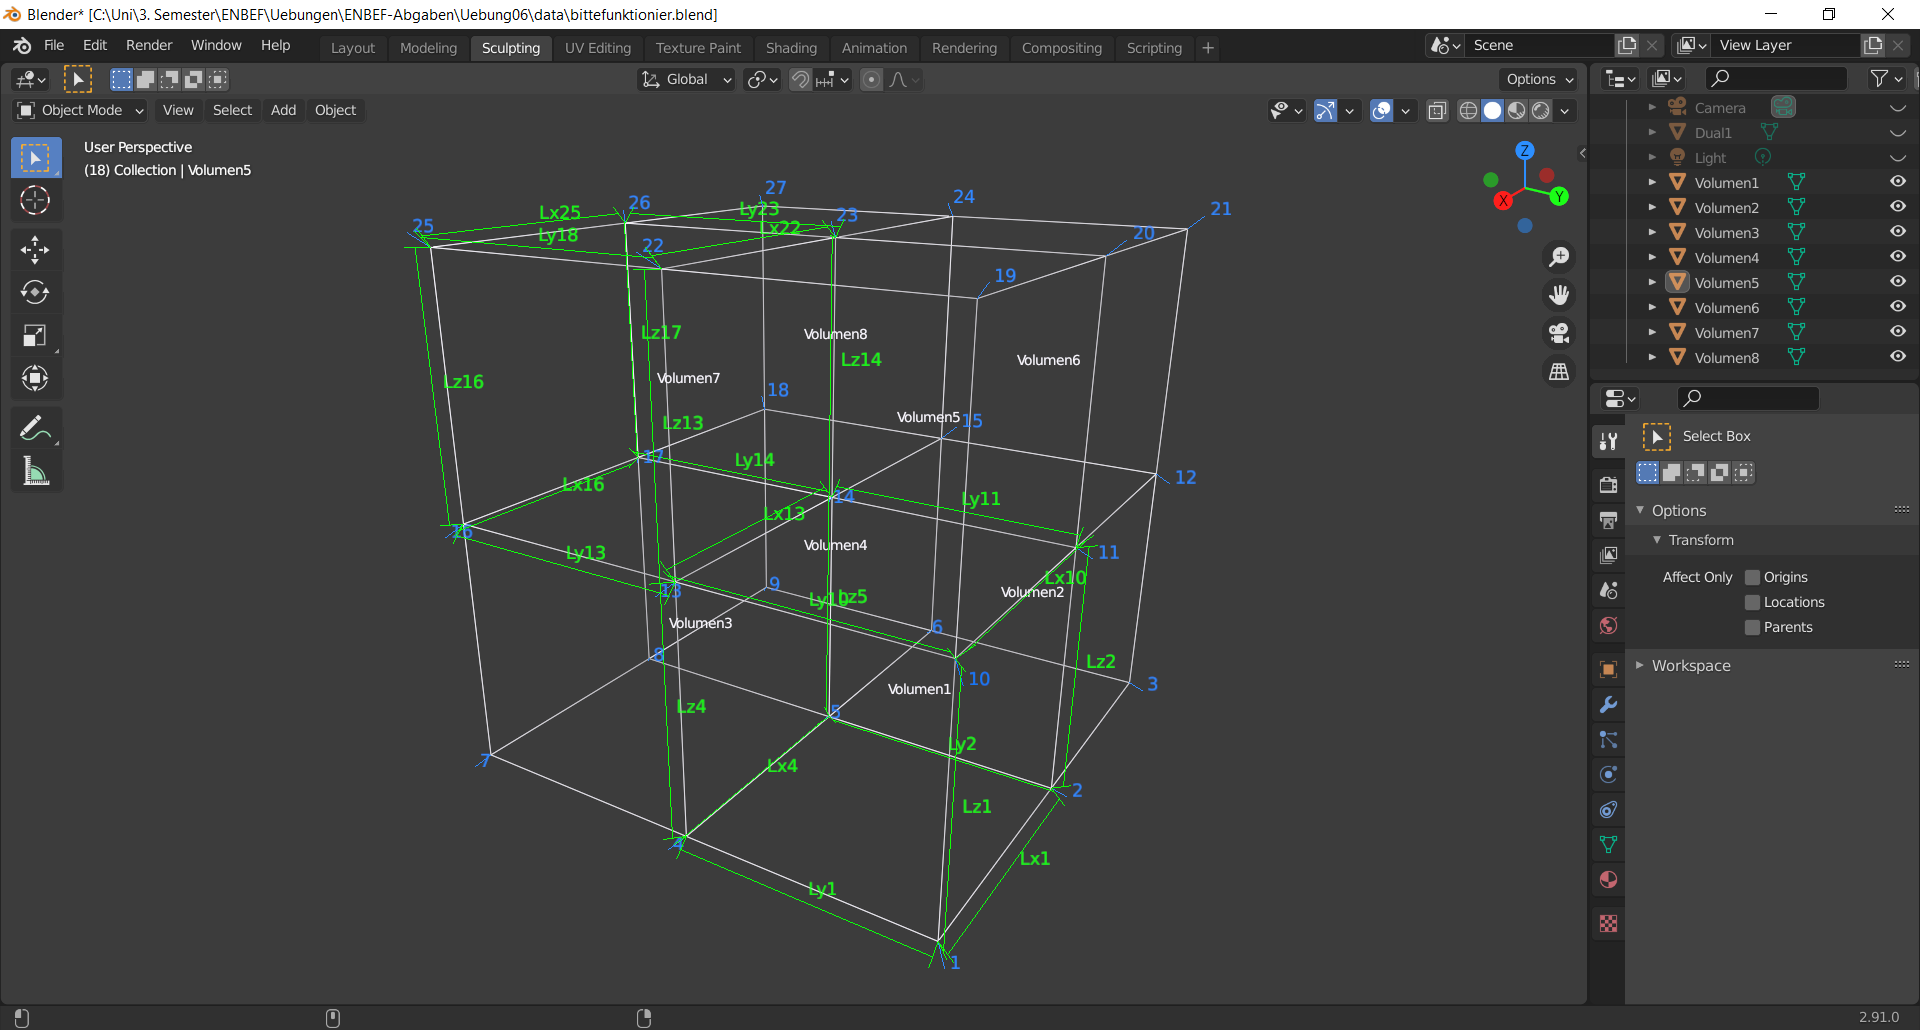 Blender* [C:\Uni\3. Semester\ENBEF\Uebungen\ENBEF-Abgaben\Uebung06\data\bittefunktionier.blend]
File Edit Render Window Help Layout Modeling Sculpting UV Editing Texture Paint Shading Animation Rendering Compositing Scripting + Scene View Layer
Global Options
Object Mode View Select Add Object
User Perspective
(18) Collection | Volumen5
Z
X Y
27
26 24
25 Lx25 Ly23 23 21
Ly18 Lx22 20
22
19
Lz17 Volumen8
Lz14 Volumen6
Lz16 Volumen7
18
Lz13 Volumen5 15
17 Ly14 12
Lx16 14 Ly11
16 Lx13
Ly13 Volumen4 11
13 9 Lx10
Ly10 Lz5 Volumen2
Volumen3 6
8 Lz2
10 3
Volumen1
Lz4 5
Ly2
7 Lx4 2
Lz1
4 Lx1
Ly1
1
Camera
Dual1
Light
Volumen1
Volumen2
Volumen3
Volumen4
Volumen5
Volumen6
Volumen7
Volumen8
Select Box
Options
Transform
Affect Only Origins
Locations
Parents
Workspace
2.91.0